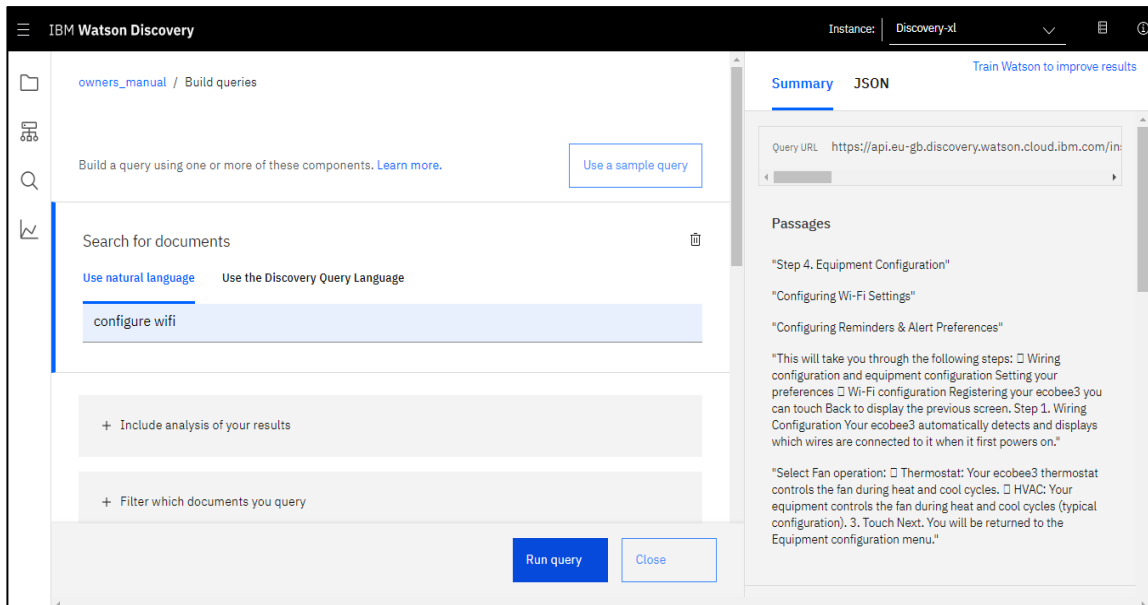 IBM Watson Discovery
Instance:
Discovery-xl
owners_manual / Build queries
Build a query using one or more of these components. Learn more.
Use a sample query
Search for documents
Use natural language
Use the Discovery Query Language
configure wifi
+ Include analysis of your results
+ Filter which documents you query
Run query
Close
Train Watson to improve results
Summary
JSON
Query URL https://api.eu-gb.discovery.watson.cloud.ibm.com/in
Passages
"Step 4. Equipment Configuration"
"Configuring Wi-Fi Settings"
"Configuring Reminders & Alert Preferences"
"This will take you through the following steps: 
 Wiring
configuration and equipment configuration Setting your
preferences  Wi-Fi configuration Registering your ecobee3 you
can touch Back to display the previous screen. Step 1. Wiring
Configuration Your ecobee3 automatically detects and displays
which wires are connected to it when it first powers on."
"Select Fan operation:  Thermostat: Your ecobee3 thermostat
controls the fan during heat and cool cycles.  HVAC: Your
equipment controls the fan during heat and cool cycles (typical
configuration). 3. Touch Next. You will be returned to the
Equipment configuration menu."